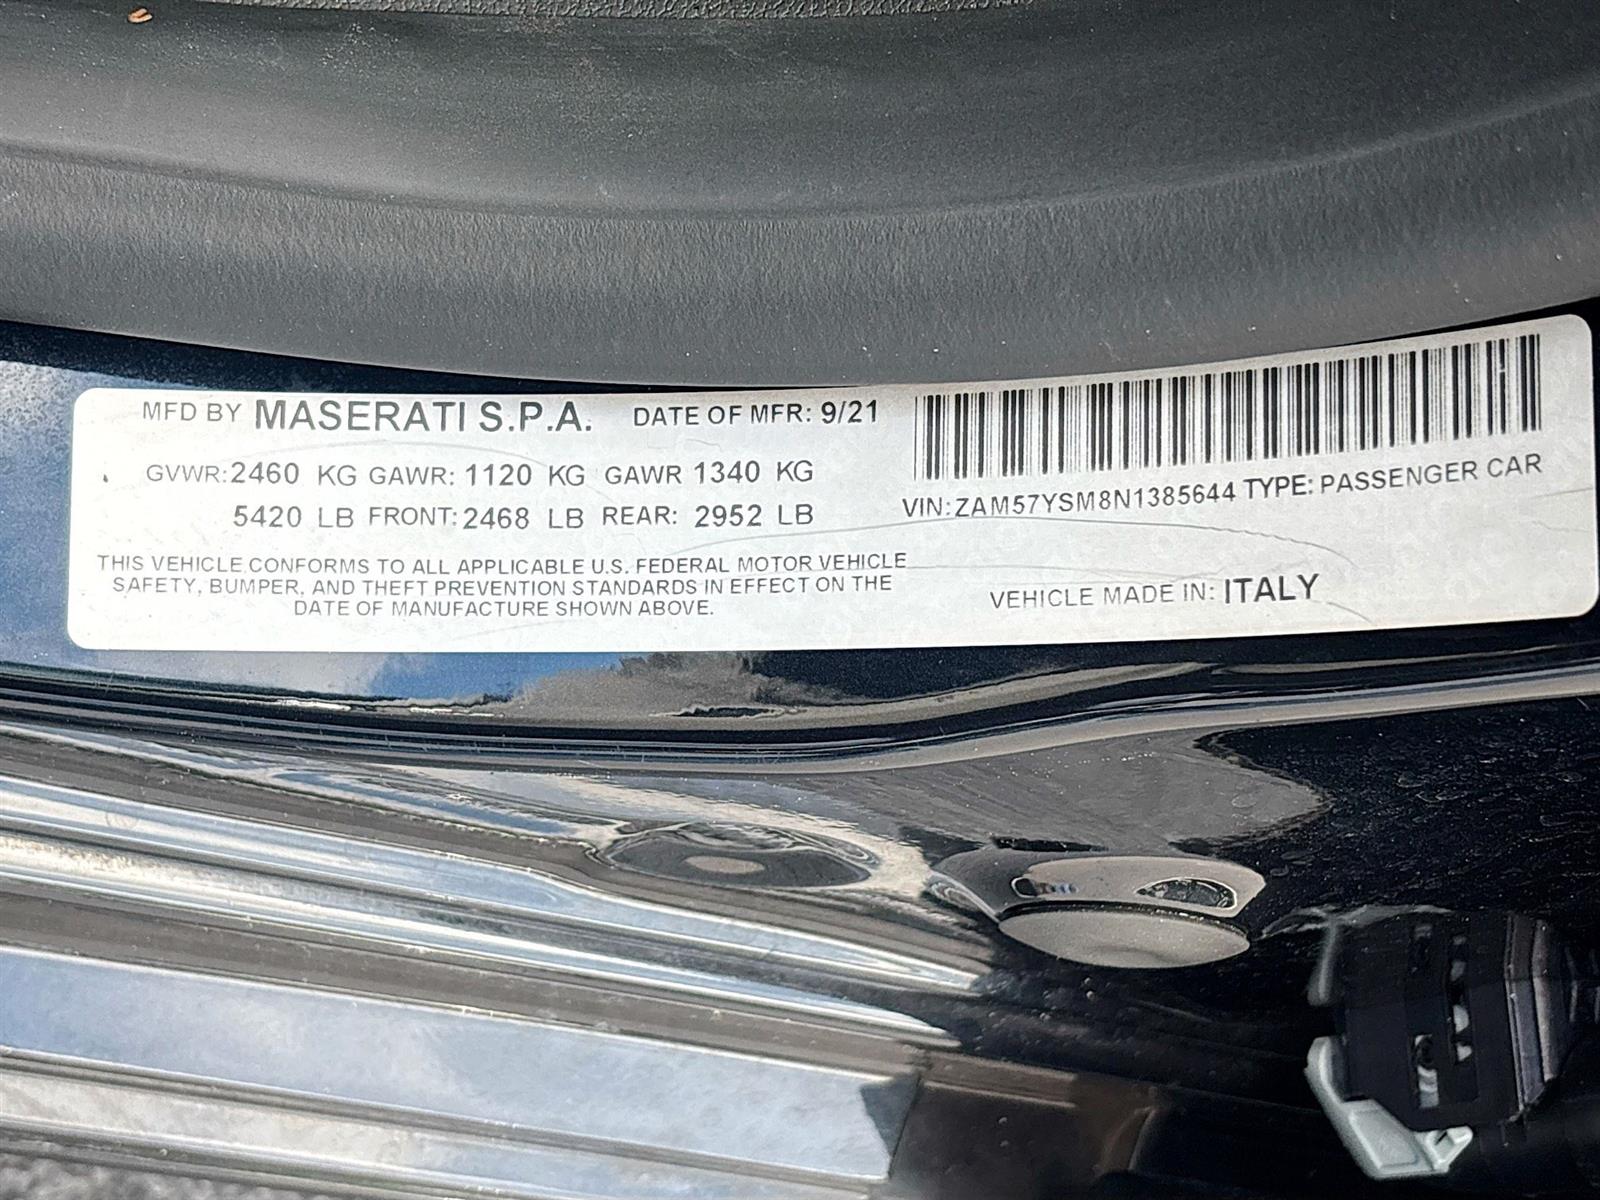 MFD BY MASERATI S.P.A. DATE OF MFR: 9/21
GVWR:2460 KG GAWR:1120 KG GAWR 1340 KG
5420 LB FRONT:2468 LB REAR: 2952 LB
THIS VEHICLE CONFORMS TO ALL APPLICABLE U.S. FEDERAL MOTOR VEHICLE
SAFETY, BUMPER, AND THEFT PREVENTION STANDARDS IN EFFECT ON THE
DATE OF MANUFACTURE SHOWN ABOVE.
VIN:ZAM57YSM8N1385644 TYPE: PASSENGER CAR
VEHICLE MADE IN: ITALY